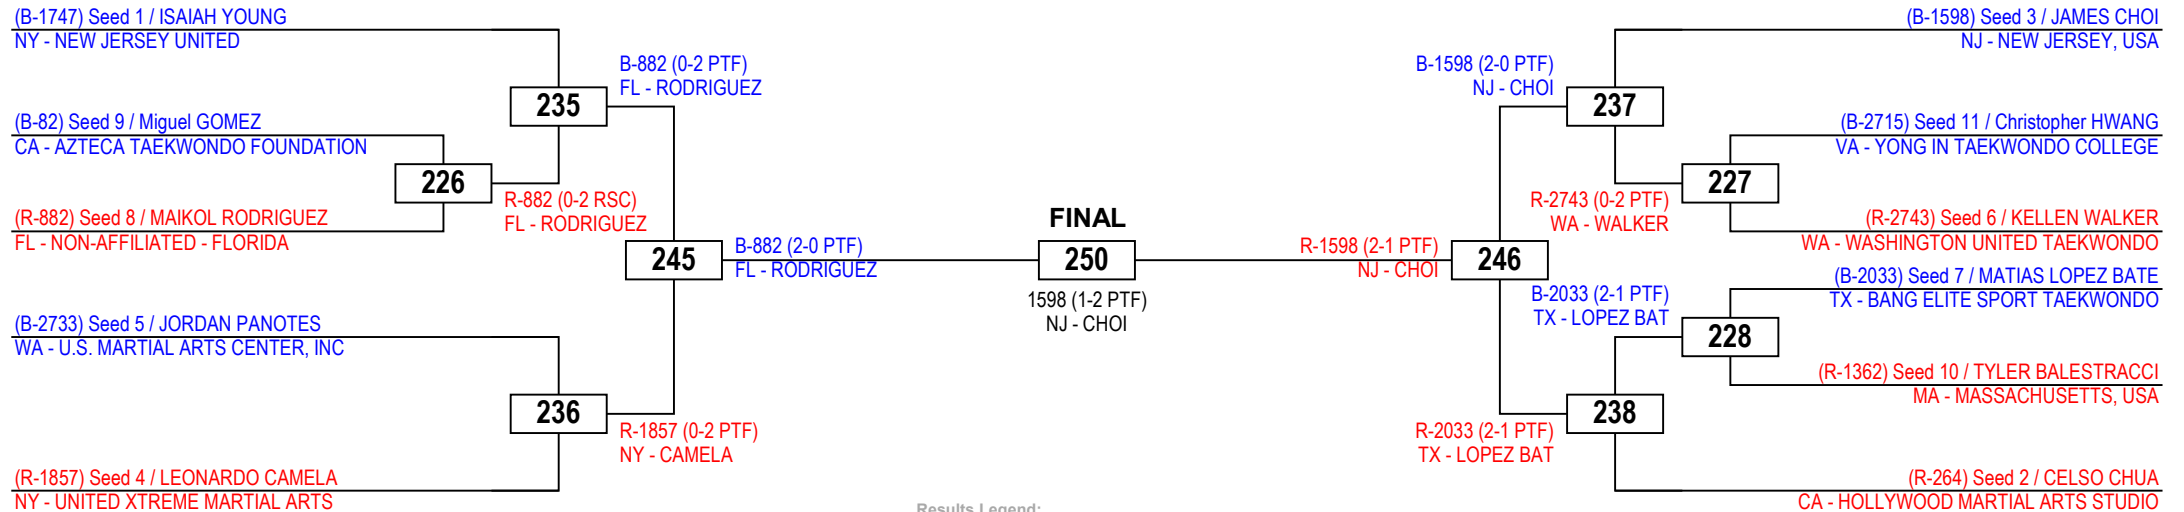 (B-1747) Seed 1 / ISAIAH YOUNG
NY - NEW JERSEY UNITED
B-882 (0-2 PTF)
FL - RODRIGUEZ
235
(B-82) Seed 9 / Miguel GOMEZ
CA - AZTECA TAEKWONDO FOUNDATION
226
R-882 (0-2 RSC)
FL - RODRIGUEZ
(R-882) Seed 8 / MAIKOL RODRIGUEZ
FL - NON-AFFILIATED - FLORIDA
245
B-882 (2-0 PTF)
FL - RODRIGUEZ
(B-2733) Seed 5 / JORDAN PANOTES
WA - U.S. MARTIAL ARTS CENTER, INC
236
R-1857 (0-2 PTF)
NY - CAMELA
(R-1857) Seed 4 / LEONARDO CAMELA
NY - UNITED XTREME MARTIAL ARTS
FINAL
250
1598 (1-2 PTF)
NJ - CHOI
(B-1598) Seed 3 / JAMES CHOI
NJ - NEW JERSEY, USA
B-1598 (2-0 PTF)
NJ - CHOI
237
(B-2715) Seed 11 / Christopher HWANG
VA - YONG IN TAEKWONDO COLLEGE
227
R-2743 (0-2 PTF)
WA - WALKER
(R-2743) Seed 6 / KELLEN WALKER
WA - WASHINGTON UNITED TAEKWONDO
R-1598 (2-1 PTF)
NJ - CHOI
246
(B-2033) Seed 7 / MATIAS LOPEZ BATE
TX - BANG ELITE SPORT TAEKWONDO
B-2033 (2-1 PTF)
TX - LOPEZ BAT
228
(R-1362) Seed 10 / TYLER BALESTRACCI
MA - MASSACHUSETTS, USA
238
R-2033 (2-1 PTF)
TX - LOPEZ BAT
(R-264) Seed 2 / CELSO CHUA
CA - HOLLYWOOD MARTIAL ARTS STUDIO
Results Legend: